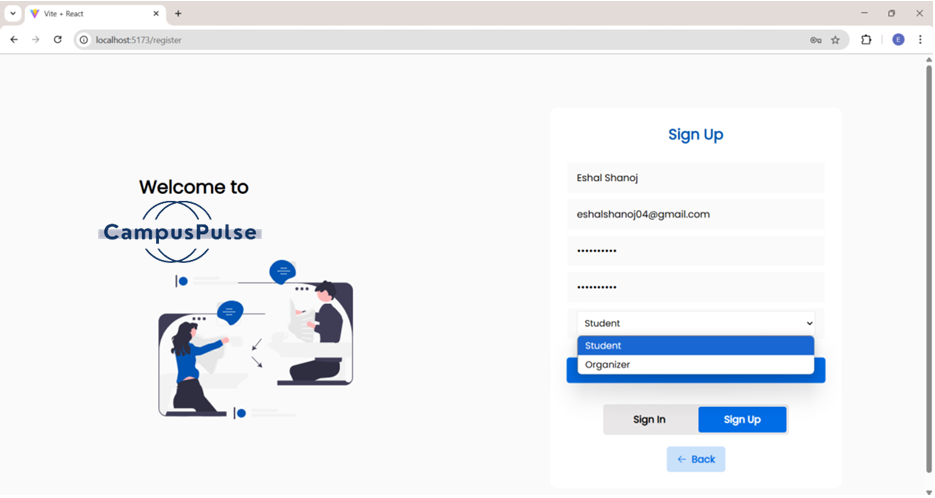 Vite + React
localhost:5173/register
E
Sign Up
Eshal Shanoj
eshalshanoj04@gmail.com
••••••••••
••••••••••
Student
Student
Organizer
Sign In
Sign Up
← Back
Welcome to
CampusPulse